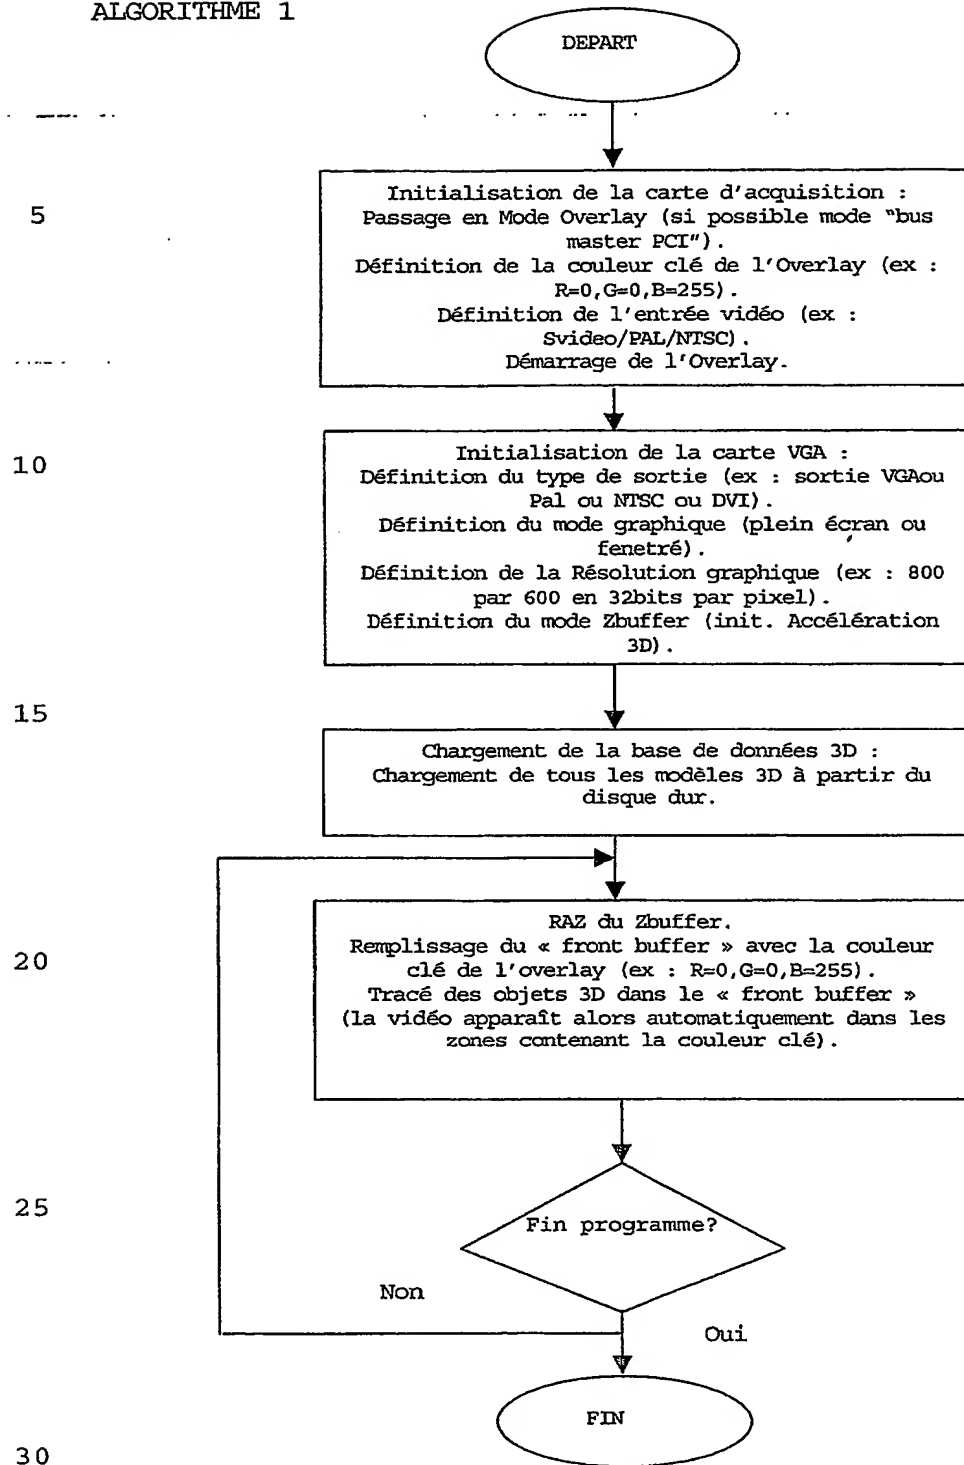 ALGORITHME 1
DEPART
5
Initialisation de la carte d'acquisition :
Passage en Mode Overlay (si possible mode "bus
master PCI").
Définition de la couleur clé de l'Overlay (ex :
R=0,G=0,B=255).
Définition de l'entrée vidéo (ex :
Svideo/PAL/NTSC).
Démarrage de l'Overlay.
10
Initialisation de la carte VGA :
Définition du type de sortie (ex : sortie VGAou
Pal ou NTSC ou DVI).
Définition du mode graphique (plein écran ou
fenetré).
Définition de la Résolution graphique (ex : 800
par 600 en 32bits par pixel).
Définition du mode Zbuffer (init. Accélération
3D).
15
Chargement de la base de données 3D :
Chargement de tous les modèles 3D à partir du
disque dur.
20
RAZ du Zbuffer.
Remplissage du « front buffer » avec la couleur
clé de l'overlay (ex : R=0,G=0,B=255).
Tracé des objets 3D dans le « front buffer »
(la vidéo apparaît alors automatiquement dans les
zones contenant la couleur clé).
25
Fin programme?
Non
Oui
FIN
30